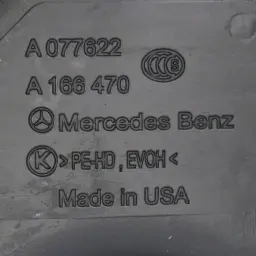 A 077622
A 166 470
Mercedes Benz
K >PE-HD, EVOH<
Made in USA